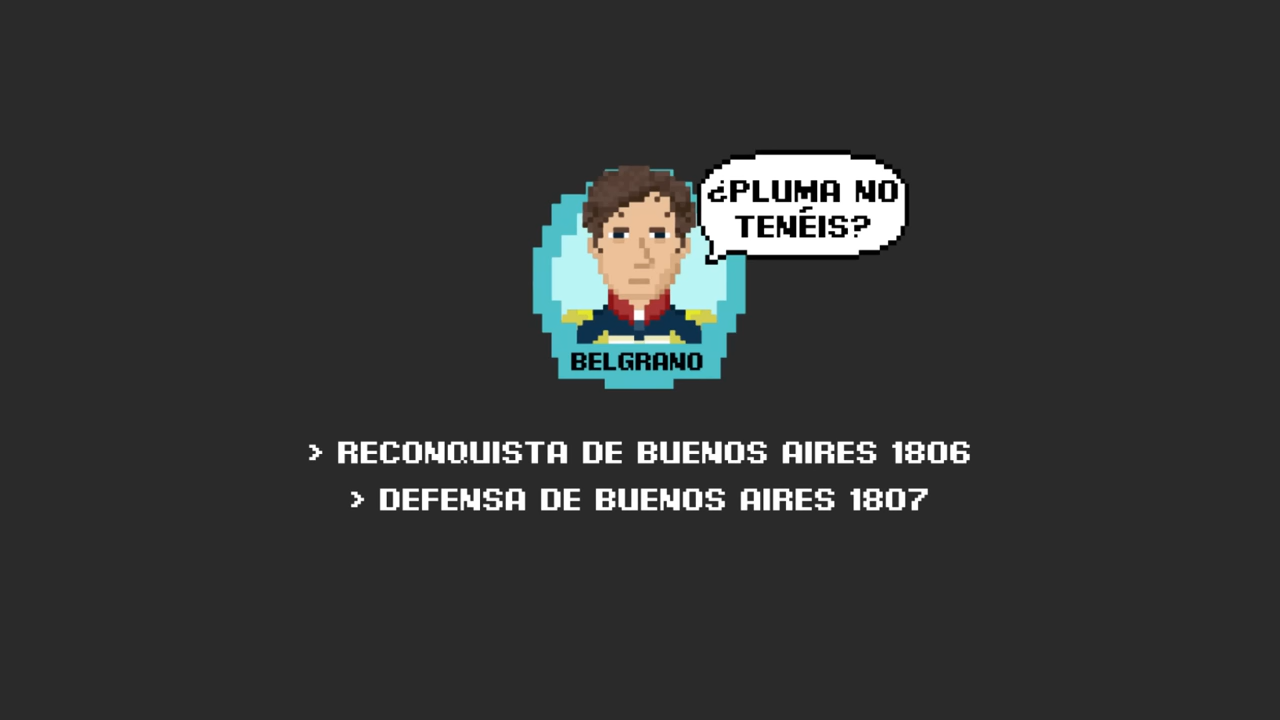 ¿PLUMA NO
TENÉIS?
BELGRANO
> RECONQUISTA DE BUENOS AIRES 1806
> DEFENSA DE BUENOS AIRES 1807